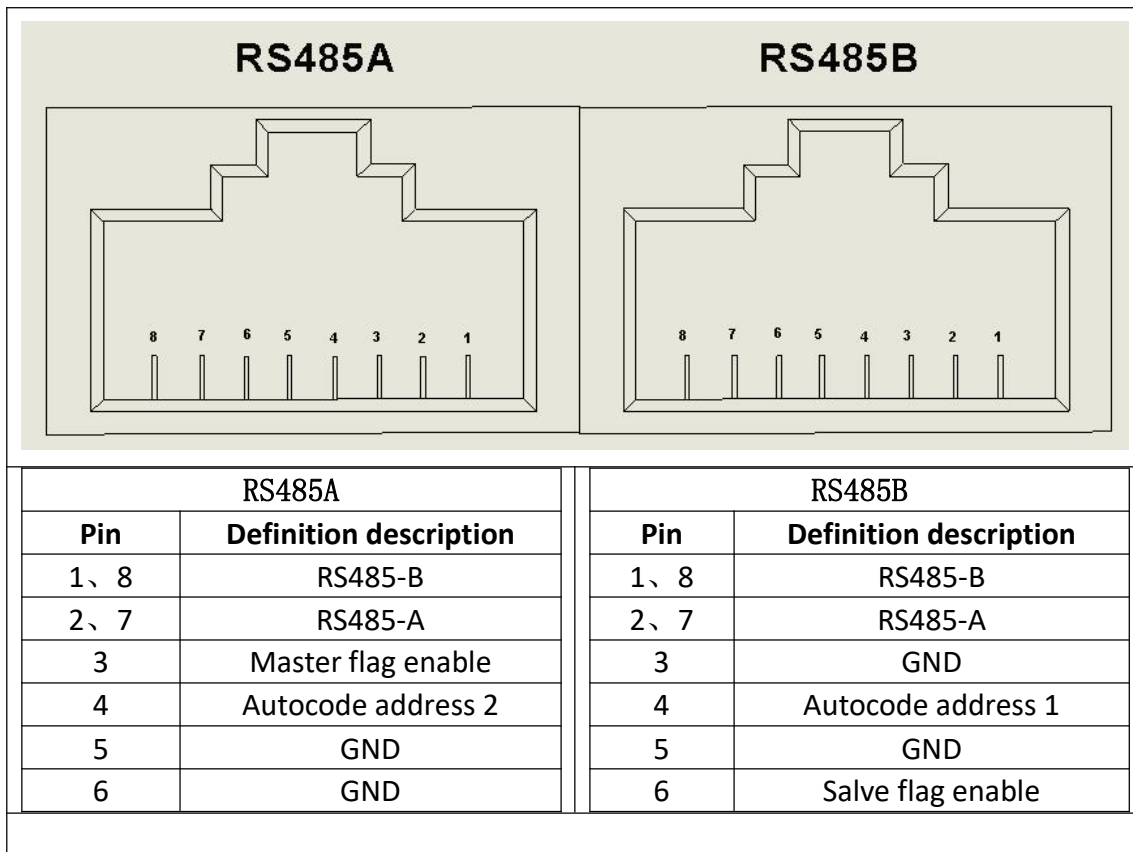 RS485A RS485B
8 7 6 5 4 3 2 1 8 7 6 5 4 3 2 1
RS485A RS485B
Pin Definition description Pin Definition description
1、8 RS485-B 1、8 RS485-B
2、7 RS485-A 2、7 RS485-A
3 Master flag enable 3 GND
4 Autocode address 2 4 Autocode address 1
5 GND 5 GND
6 GND 6 Salve flag enable